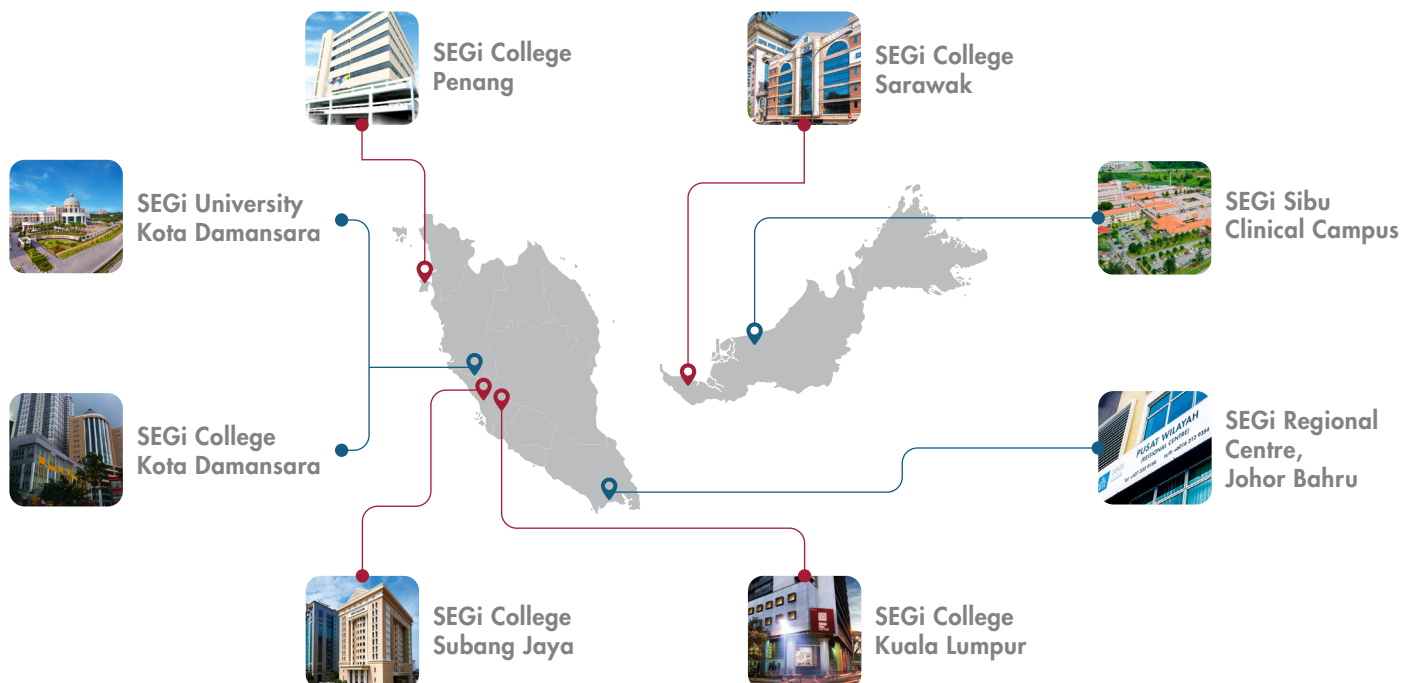 SEGi College
Penang
SEGi College
Sarawak
SEGi University
Kota Damansara
SEGi Sibu
Clinical Campus
SEGi College
Kota Damansara
SEGi Regional
Centre,
Johor Bahru
PUSAT WILAYAH
(REGIONAL CENTRE)
SEGi College
Subang Jaya
SEGi College
Kuala Lumpur